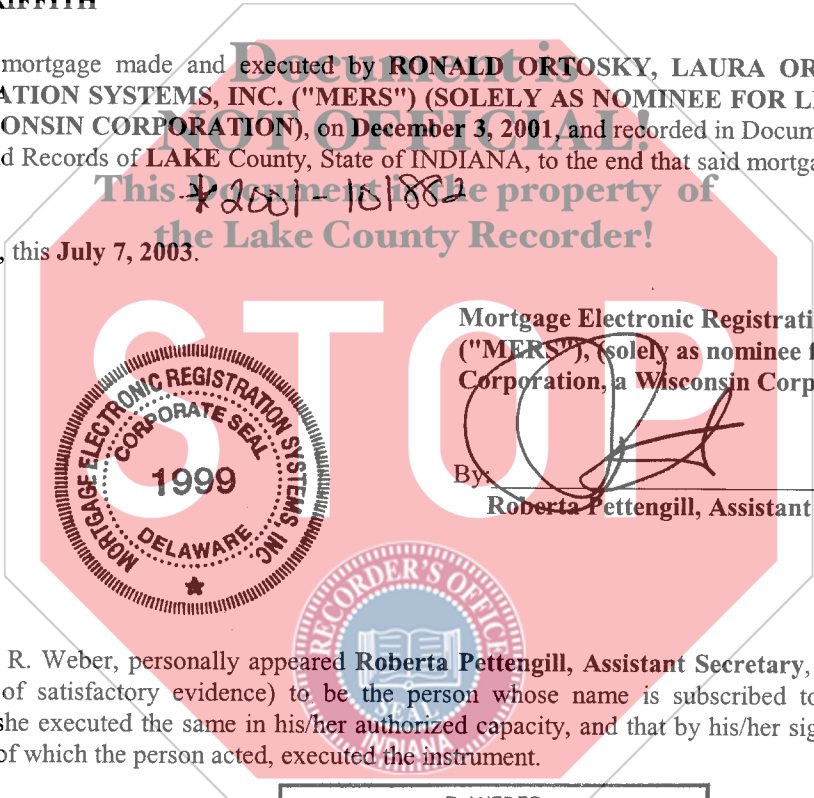 mortgage made and executed by RONALD ORTOSKY, LAURA OR
ATION SYSTEMS, INC. ("MERS") (SOLELY AS NOMINEE FOR
ONSIN CORPORATION), on December 3, 2001, and recorded in Docum
d Records of LAKE County, State of INDIANA, to the end that said mortga
2001-101882
, this July 7, 2003.
Document is
NOT OFFICIAL!
This Document is the property of
the Lake County Recorder!
STOP
Mortgage Electronic Registrati
("MERS"), (solely as nominee f
Corporation, a Wisconsin Corp
By:
Roberta Pettengill, Assistant
MORTGAGE ELECTRONIC REGISTRATION SYSTEMS, INC
CORPORATE SEAL
1999
DELAWARE
RECORDER'S OFFICE
SEAL
INDIANA
R. Weber, personally appeared Roberta Pettengill, Assistant Secretary,
of satisfactory evidence) to be the person whose name is subscribed to
she executed the same in his/her authorized capacity, and that by his/her sig
of which the person acted, executed the instrument.